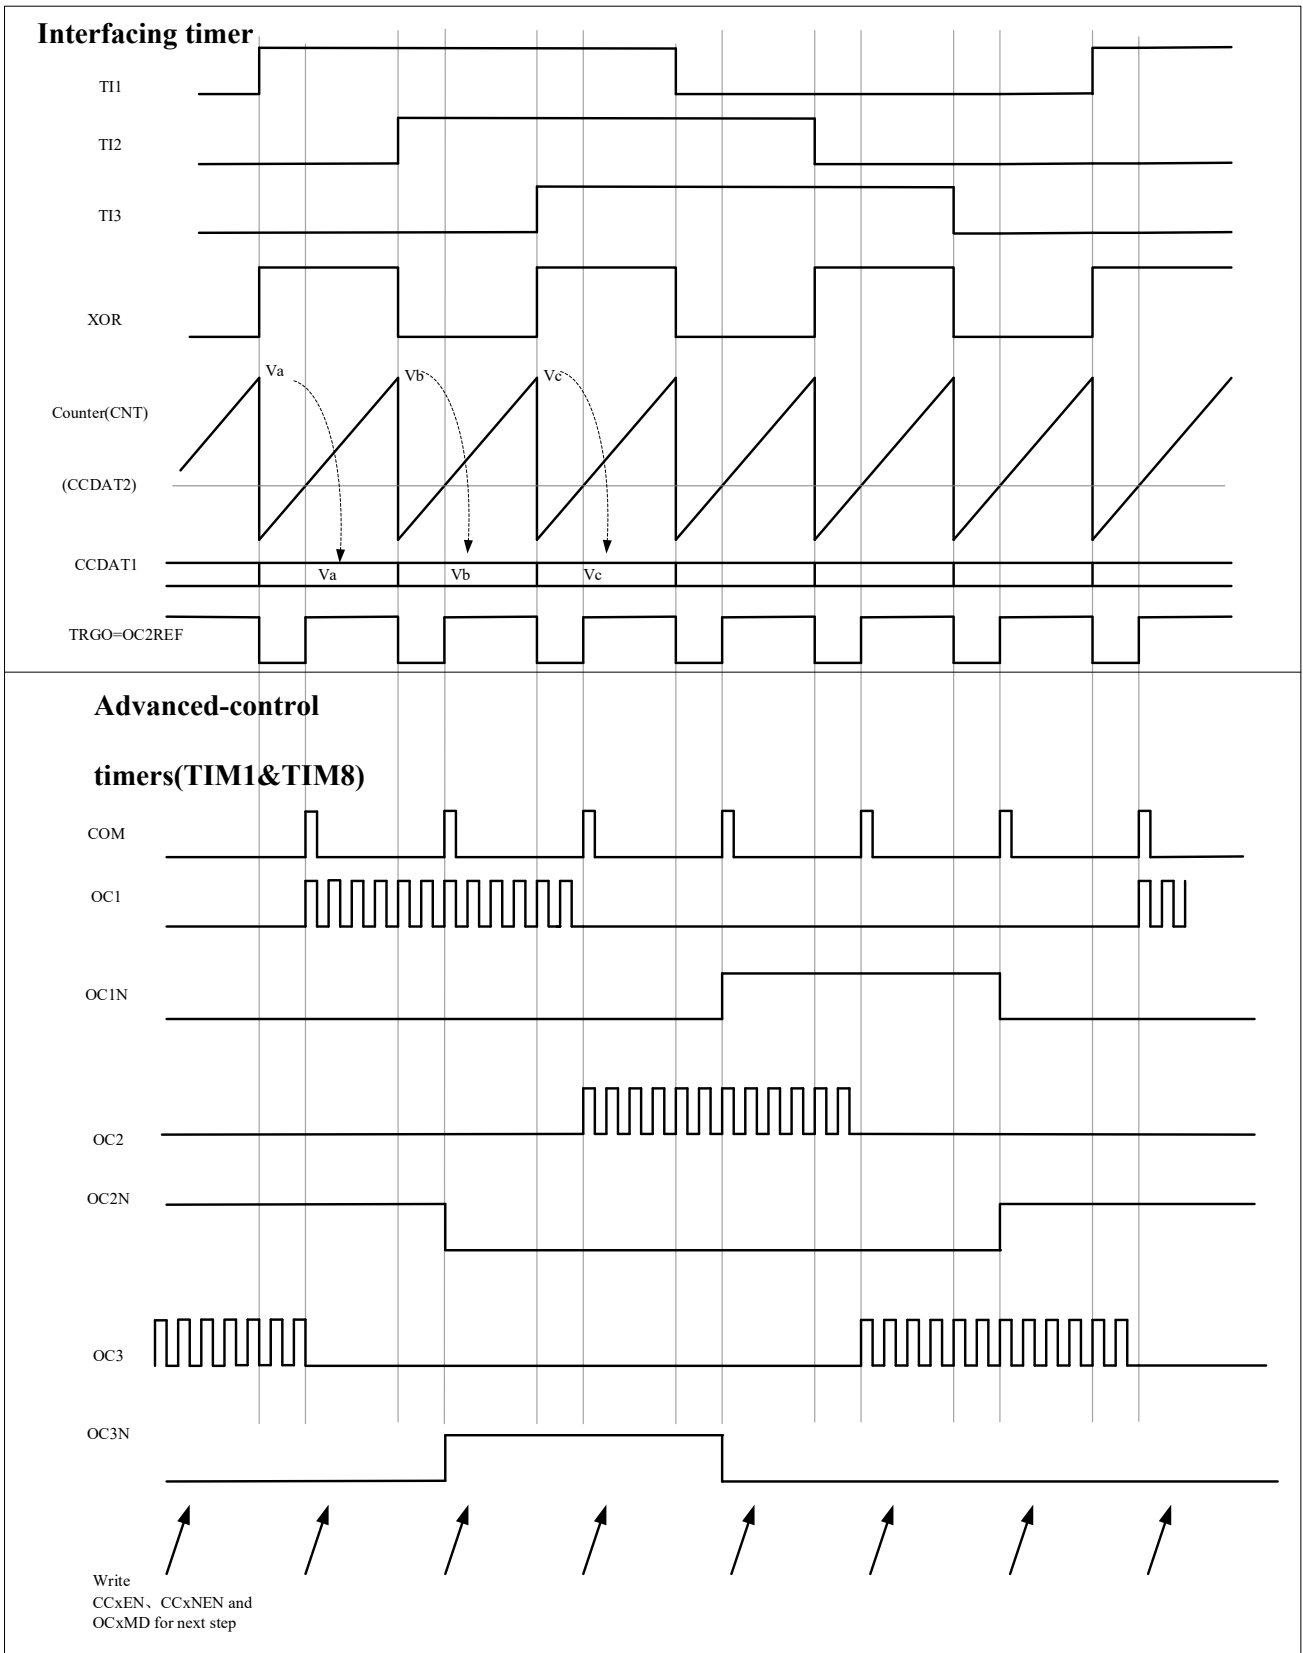 Interfacing timer
TI1
TI2
TI3
XOR
Va
Vb
Vc
Counter(CNT)
(CCDAT2)
CCDAT1
Va
Vb
Vc
TRGO=OC2REF
Advanced-control
timers(TIM1&TIM8)
COM
OC1
OC1N
OC2
OC2N
OC3
OC3N
Write
CCxEN、CCxNEN and
OCxMD for next step